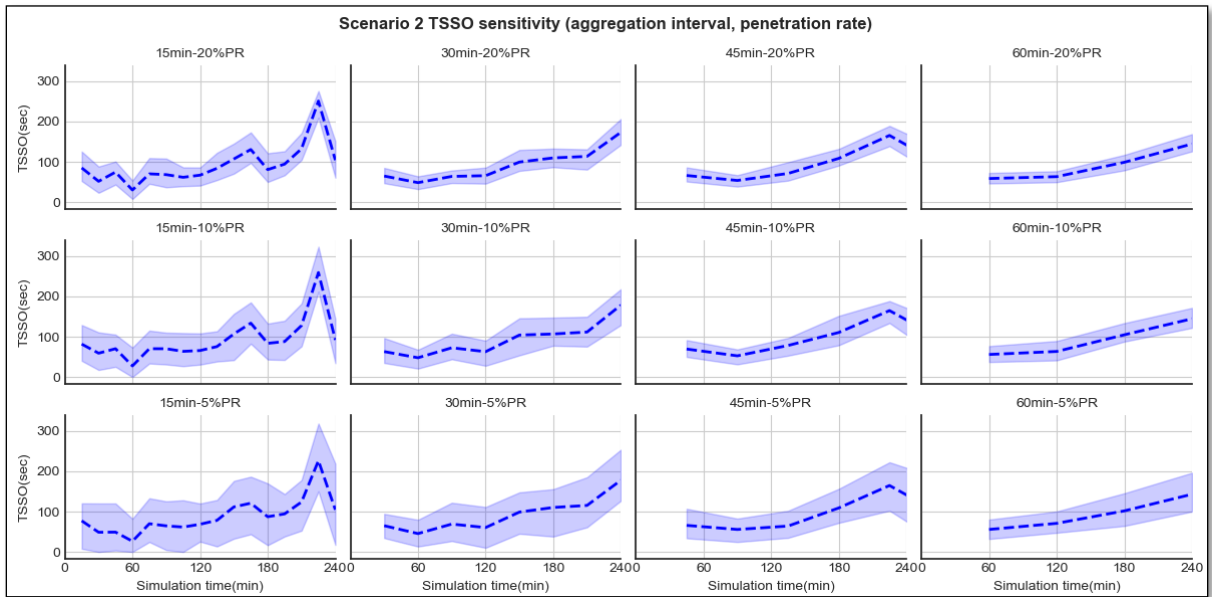 Scenario 2 TSSO sensitivity (aggregation interval, penetration rate)
15min-20%PR 30min-20%PR 45min-20%PR 60min-20%PR
300
200
100
0
TSSO(sec)
15min-10%PR 30min-10%PR 45min-10%PR 60min-10%PR
300
200
100
0
TSSO(sec)
15min-5%PR 30min-5%PR 45min-5%PR 60min-5%PR
300
200
100
0
TSSO(sec)
0 60 120 180 240 0 60 120 180 240 0 60 120 180 240 0 60 120 180 240
Simulation time(min) Simulation time(min) Simulation time(min) Simulation time(min)